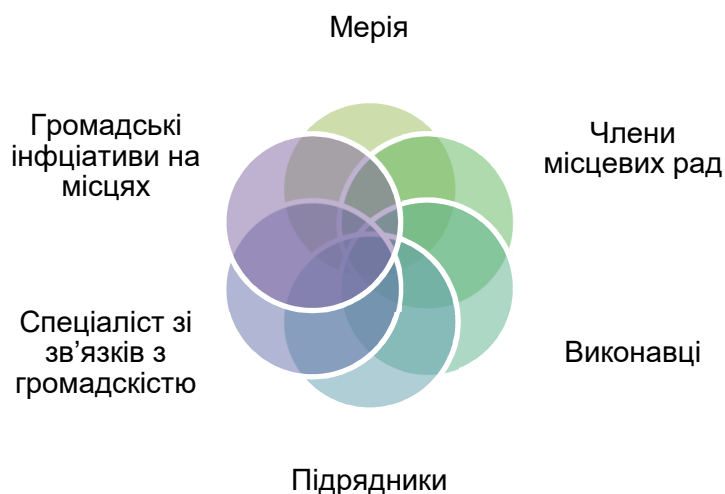 Мерія
Громадські
інфціативи на
місцях
Члени
місцевих рад
Спеціаліст зі
зв’язків з
громадскістю
Виконавці
Підрядники